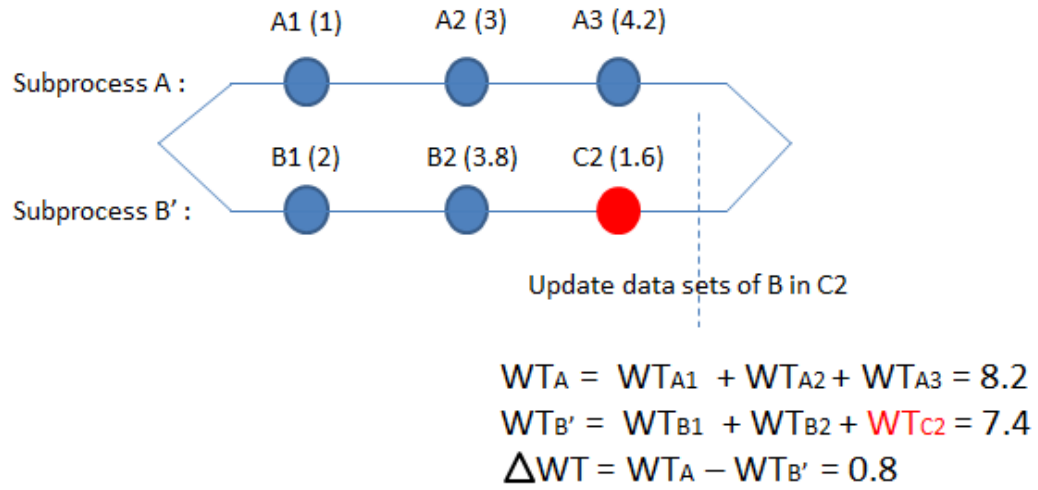 A1 (1) A2 (3) A3 (4.2)
Subprocess A :
B1 (2) B2 (3.8) C2 (1.6)
Subprocess B’ :
Update data sets of B in C2
WTA = WTA1 + WTA2 + WTA3 = 8.2
WTB’ = WTB1 + WTB2 + WTC2 = 7.4
ΔWT = WTA – WTB’ = 0.8